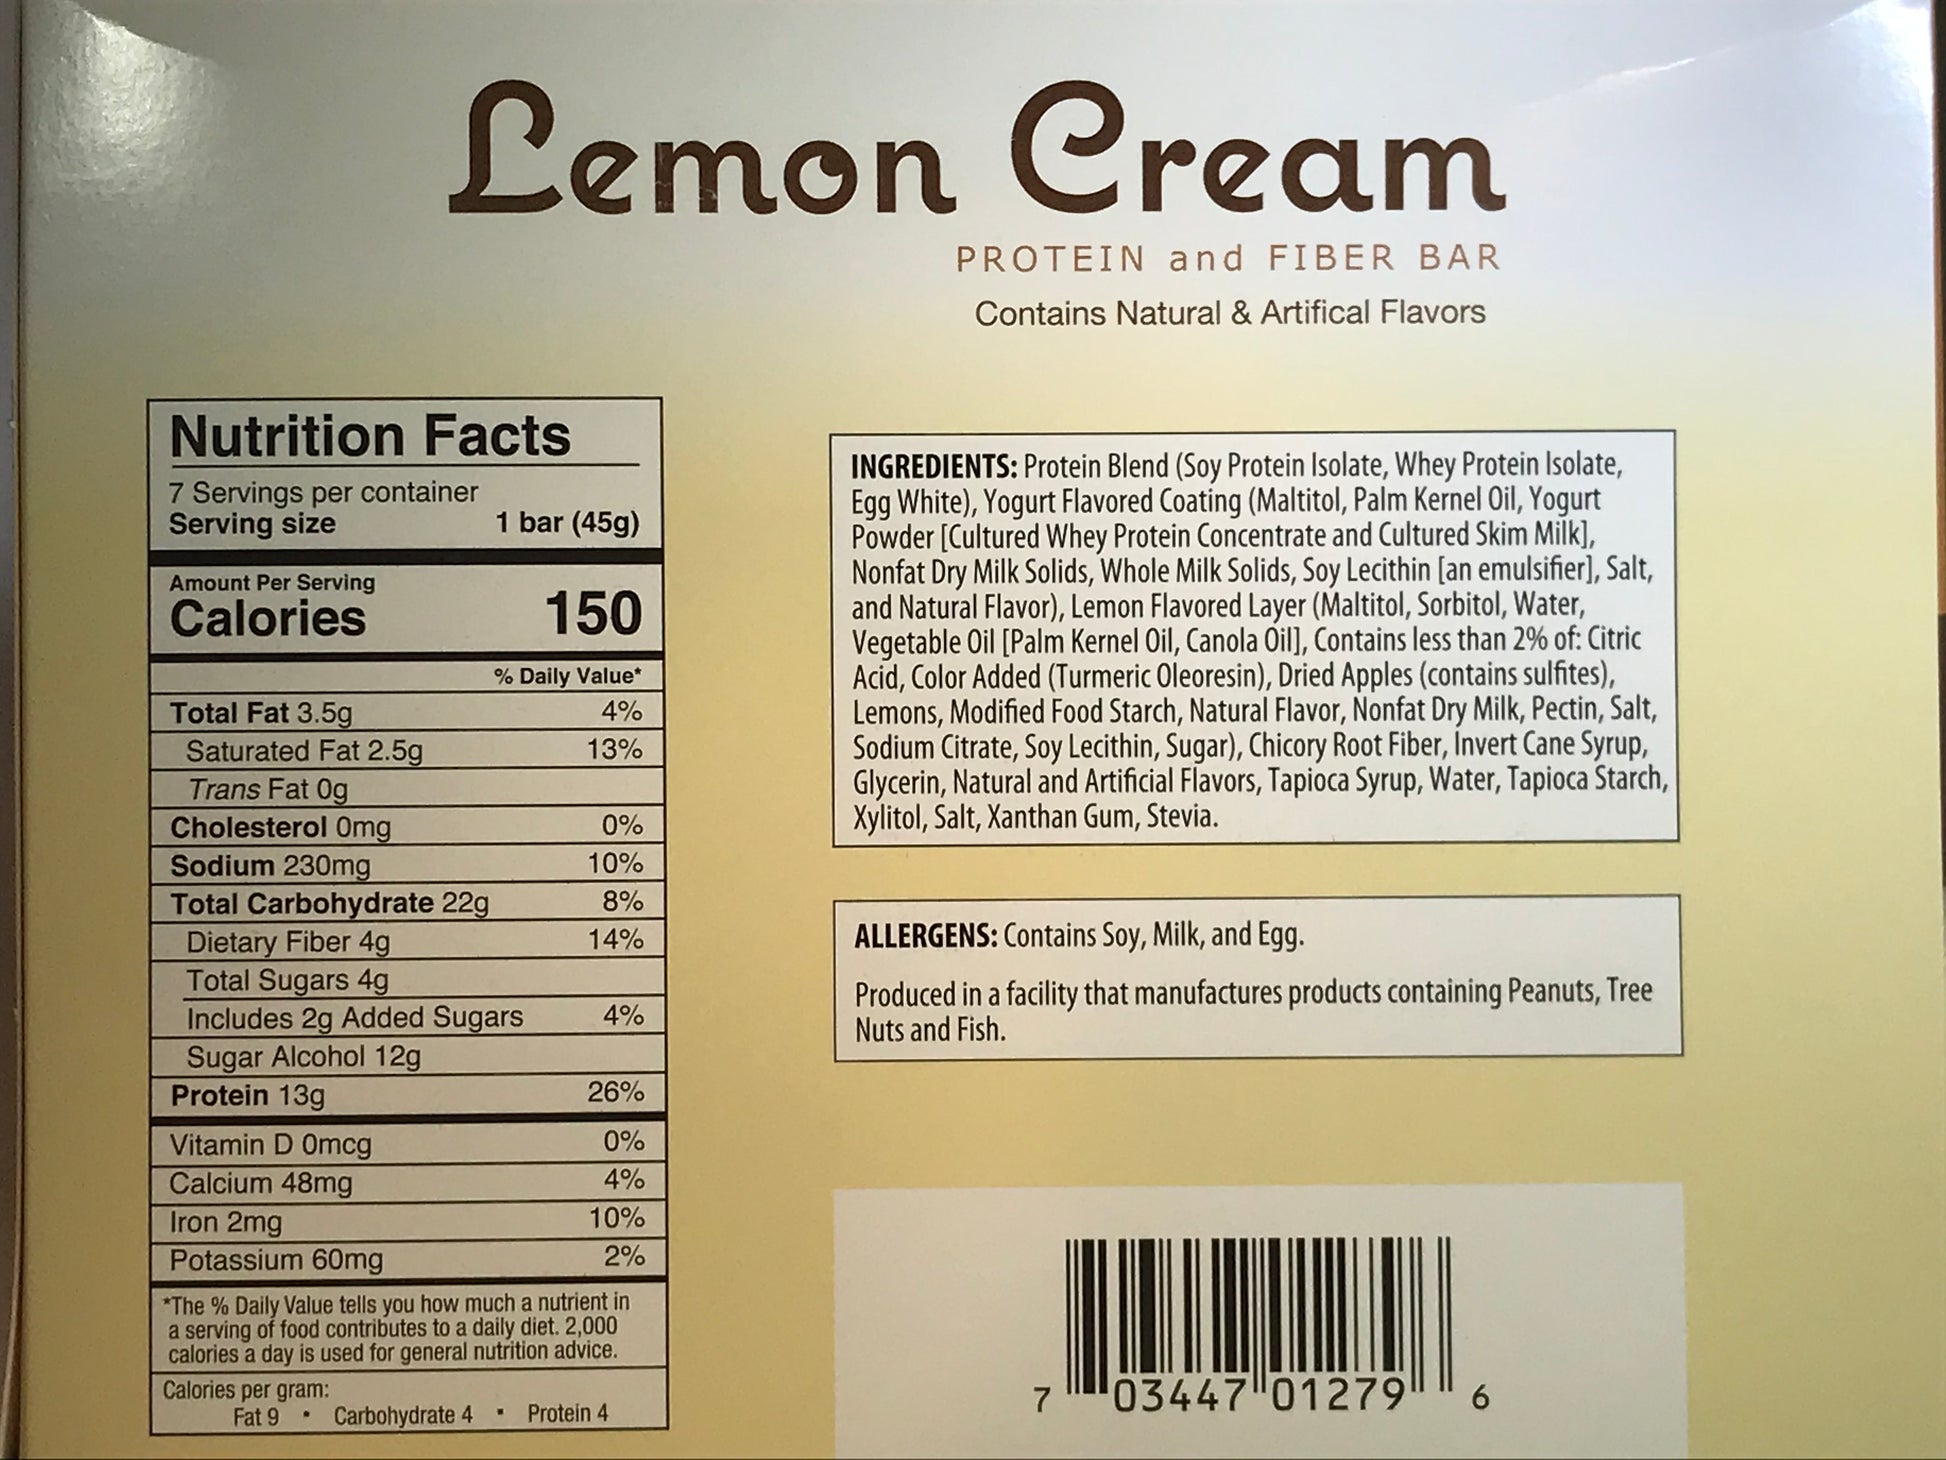 Lemon Cream
PROTEIN and FIBER BAR
Contains Natural & Artifical Flavors
Nutrition Facts
7 Servings per container
Serving size 1 bar (45g)
Amount Per Serving
Calories 150
% Daily Value*
Total Fat 3.5g 4%
Saturated Fat 2.5g 13%
Trans Fat 0g
Cholesterol 0mg 0%
Sodium 230mg 10%
Total Carbohydrate 22g 8%
Dietary Fiber 4g 14%
Total Sugars 4g
Includes 2g Added Sugars 4%
Sugar Alcohol 12g
Protein 13g 26%
Vitamin D 0mcg 0%
Calcium 48mg 4%
Iron 2mg 10%
Potassium 60mg 2%
*The % Daily Value tells you how much a nutrient in
a serving of food contributes to a daily diet. 2,000
calories a day is used for general nutrition advice.
Calories per gram:
Fat 9 • Carbohydrate 4 • Protein 4
INGREDIENTS: Protein Blend (Soy Protein Isolate, Whey Protein Isolate,
Egg White), Yogurt Flavored Coating (Maltitol, Palm Kernel Oil, Yogurt
Powder [Cultured Whey Protein Concentrate and Cultured Skim Milk],
Nonfat Dry Milk Solids, Whole Milk Solids, Soy Lecithin [an emulsifier], Salt,
and Natural Flavor), Lemon Flavored Layer (Maltitol, Sorbitol, Water,
Vegetable Oil [Palm Kernel Oil, Canola Oil], Contains less than 2% of: Citric
Acid, Color Added (Turmeric Oleoresin), Dried Apples (contains sulfites),
Lemons, Modified Food Starch, Natural Flavor, Nonfat Dry Milk, Pectin, Salt,
Sodium Citrate, Soy Lecithin, Sugar), Chicory Root Fiber, Invert Cane Syrup,
Glycerin, Natural and Artificial Flavors, Tapioca Syrup, Water, Tapioca Starch,
Xylitol, Salt, Xanthan Gum, Stevia.
ALLERGENS: Contains Soy, Milk, and Egg.
Produced in a facility that manufactures products containing Peanuts, Tree
Nuts and Fish.
7 03447 01279 6